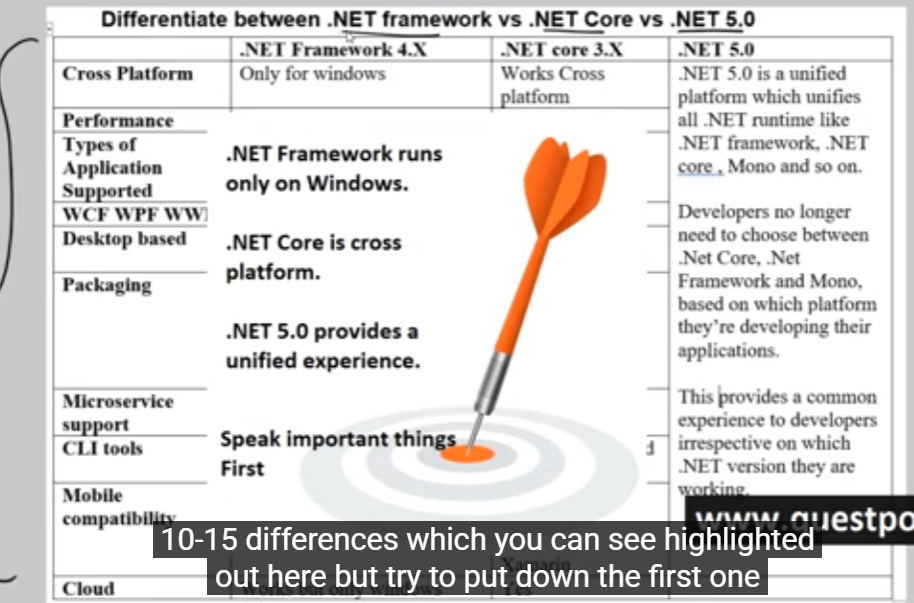 Differentiate between .NET framework vs .NET Core vs .NET 5.0
.NET Framework 4.X
.NET core 3.X
.NET 5.0
Cross Platform
Only for windows
Works Cross
platform
.NET 5.0 is a unified
platform which unifies
all .NET runtime like
.NET framework, .NET
core , Mono and so on.
Developers no longer
need to choose between
.Net Core, .Net
Framework and Mono,
based on which platform
they're developing their
applications.
This provides a common
experience to developers
irrespective on which
.NET version they are
working.
Performance
Types of
Application
Supported
WCF WPF WW
Desktop based
Packaging
Microservice
support
CLI tools
d
Mobile
compatibility
Xamarin
Cloud
Works but only windows
Yes
.NET Framework runs
only on Windows.
.NET Core is cross
platform.
.NET 5.0 provides a
unified experience.
Speak important things
First
www.questpo
10-15 differences which you can see highlighted
out here but try to put down the first one